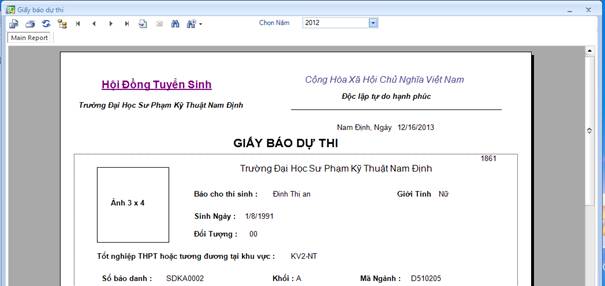 Giấy báo dự thi
Chọn Năm 2012
Main Report
Hội Đồng Tuyển Sinh
Cộng Hòa Xã Hội Chủ Nghĩa Việt Nam
Trường Đại Học Sư Phạm Kỹ Thuật Nam Định
Độc lập tự do hạnh phúc
Nam Định, Ngày 12/16/2013
GIẤY BÁO DỰ THI
1861
Trường Đại Học Sư Phạm Kỹ Thuật Nam Định
Ảnh 3 x 4
Báo cho thí sinh : Đinh Thị an Giới Tính Nữ
Sinh Ngày : 1/8/1991
Đối Tượng : 00
Tốt nghiệp THPT hoặc tương đương tại khu vực : KV2-NT
Số báo danh : SDKA0002 Khối : A Mã Ngành : D510205